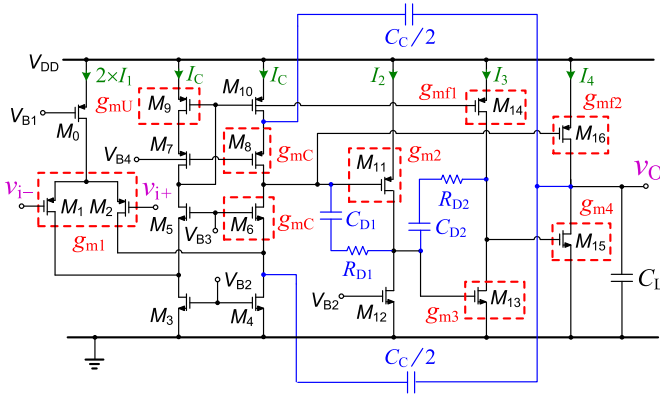 C_C/2
V_DD
2×I_1 I_C I_C I_2 I_3 I_4
g_mU M_9 M_10 g_mf1 M_14 g_mf2
V_B1 M_0
M_7 M_8 g_mC M_16
V_B4 M_11 g_m2 v_O
v_i− M_1 M_2 v_i+ R_D2
M_5 M_6 g_mC C_D1 C_D2 g_m4
V_B3 M_15
g_m1 R_D1 C_L
V_B2 V_B2 M_13
M_3 M_4 M_12 g_m3
C_C/2